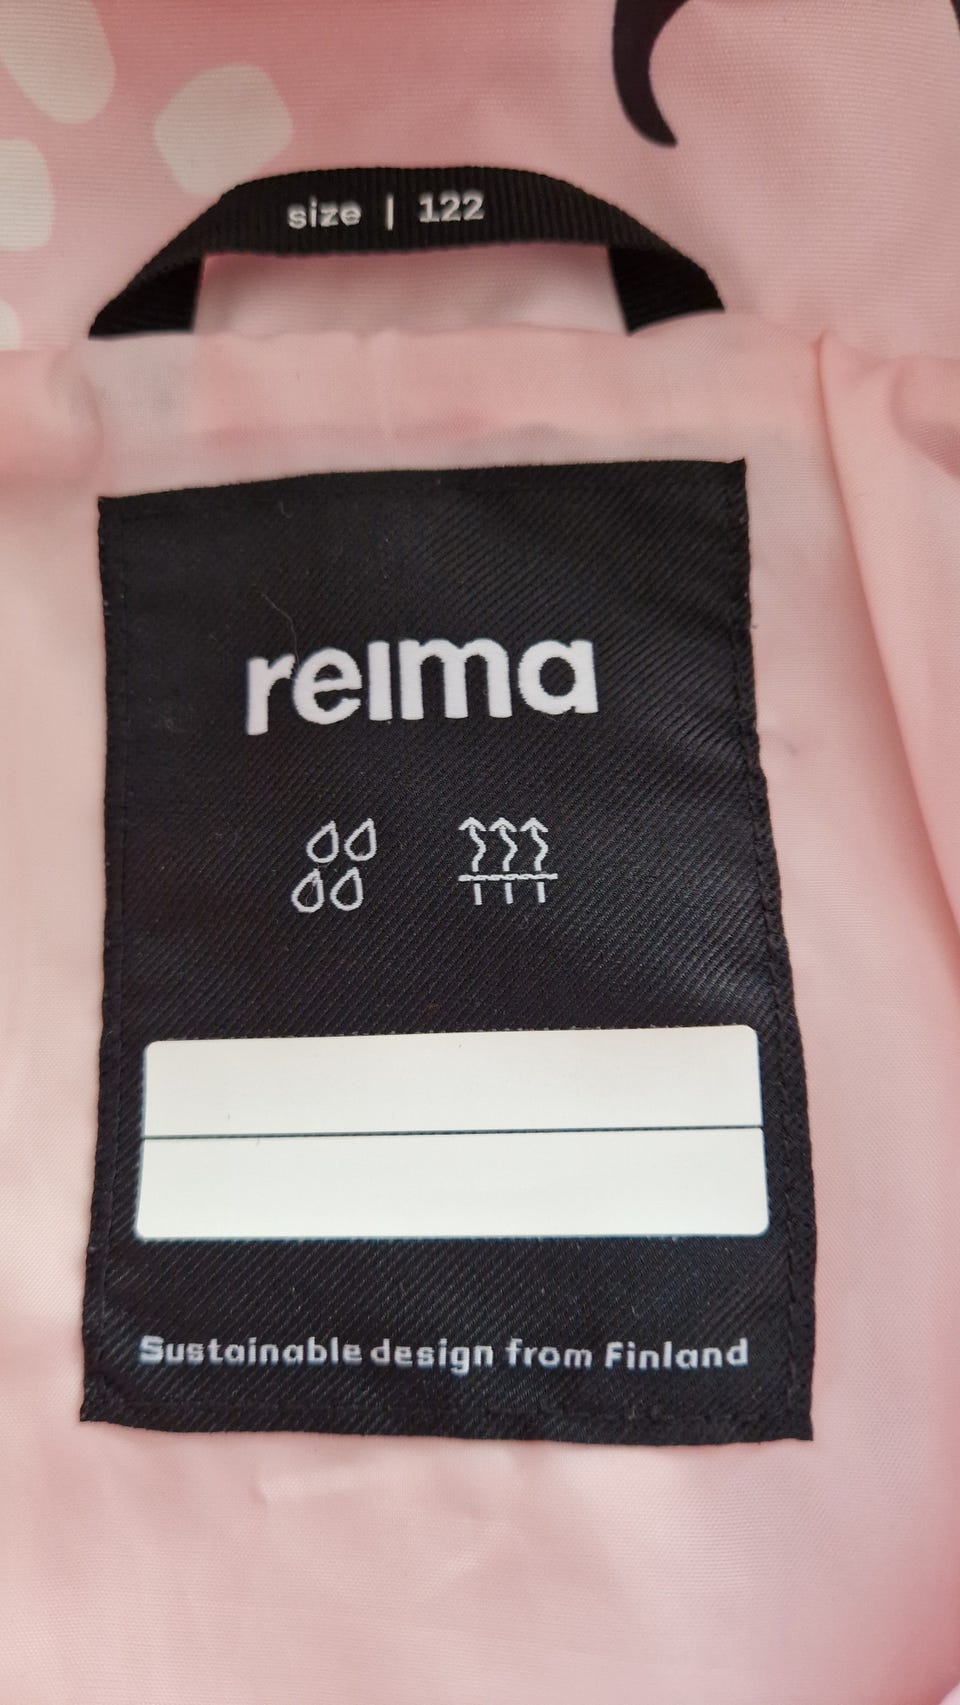 size | 122
reima
Sustainable design from Finland